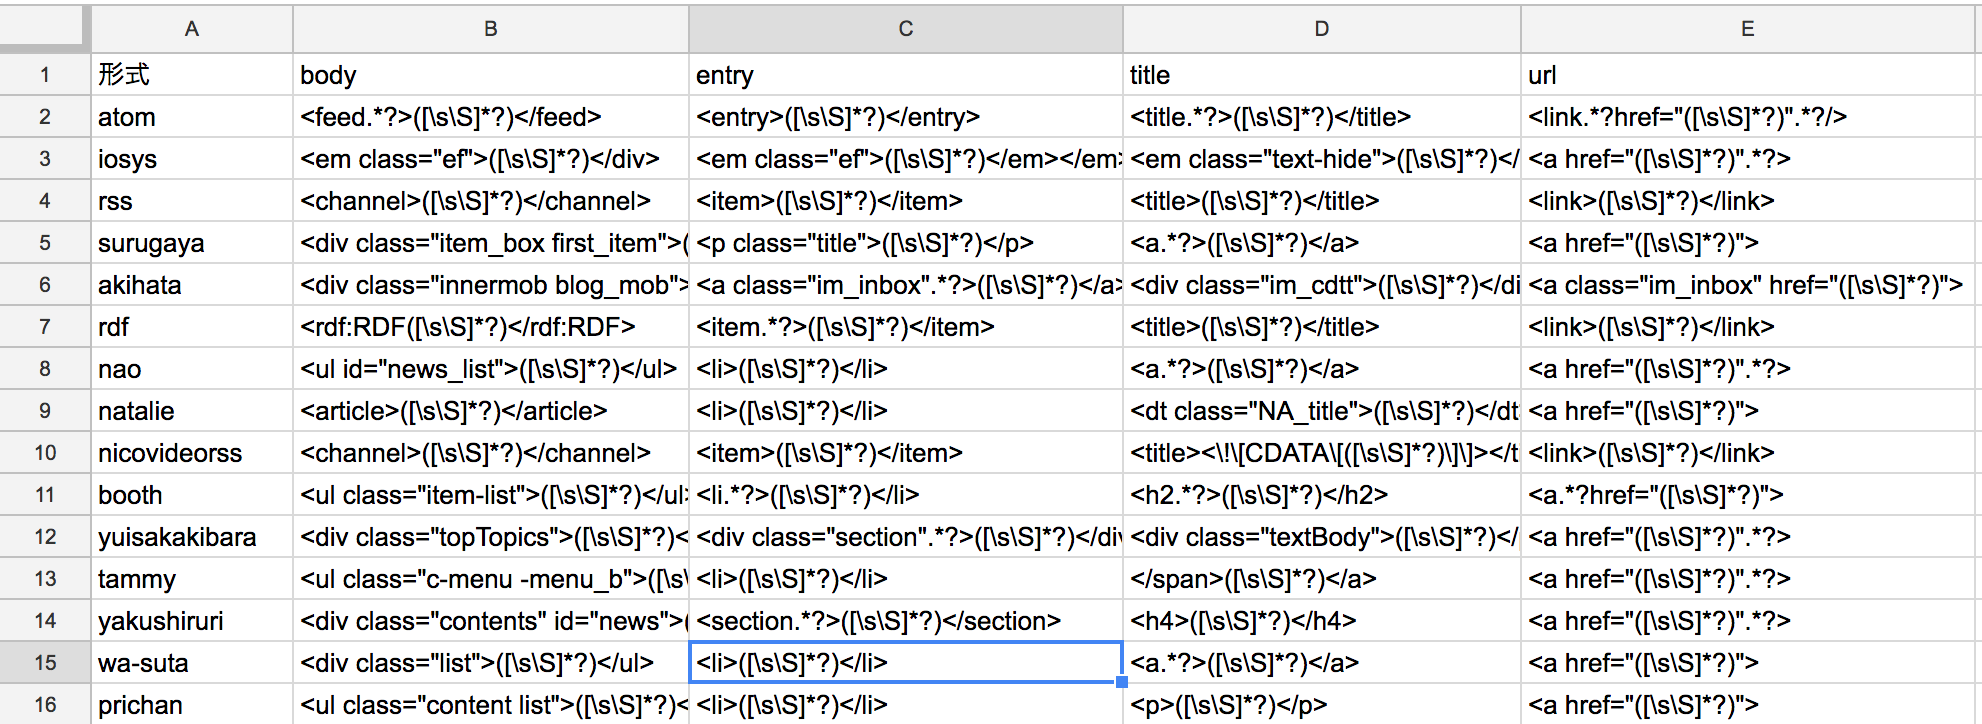 A B C D E
1 形式 body entry title url
2 atom <feed.*?>([\s\S]*?)</feed> <entry>([\s\S]*?)</entry> <title.*?>([\s\S]*?)</title> <link.*?href="([\s\S]*?)".*?/>
3 iosys <em class="ef">([\s\S]*?)</div> <em class="ef">([\s\S]*?)</em></em> <em class="text-hide">([\s\S]*?)</ <a href="([\s\S]*?)".*?>
4 rss <channel>([\s\S]*?)</channel> <item>([\s\S]*?)</item> <title>([\s\S]*?)</title> <link>([\s\S]*?)</link>
5 surugaya <div class="item_box first_item">( <p class="title">([\s\S]*?)</p> <a.*?>([\s\S]*?)</a> <a href="([\s\S]*?)">
6 akihata <div class="innermob blog_mob"> <a class="im_inbox".*?>([\s\S]*?)</a> <div class="im_cdtt">([\s\S]*?)</di <a class="im_inbox" href="([\s\S]*?)">
7 rdf <rdf:RDF([\s\S]*?)</rdf:RDF> <item.*?>([\s\S]*?)</item> <title>([\s\S]*?)</title> <link>([\s\S]*?)</link>
8 nao <ul id="news_list">([\s\S]*?)</ul> <li>([\s\S]*?)</li> <a.*?>([\s\S]*?)</a> <a href="([\s\S]*?)".*?>
9 natalie <article>([\s\S]*?)</article> <li>([\s\S]*?)</li> <dt class="NA_title">([\s\S]*?)</dt <a href="([\s\S]*?)">
10 nicovideorss <channel>([\s\S]*?)</channel> <item>([\s\S]*?)</item> <title><\!\[CDATA\[([\s\S]*?)\]\]></t <link>([\s\S]*?)</link>
11 booth <ul class="item-list">([\s\S]*?)</ul> <li.*?>([\s\S]*?)</li> <h2.*?>([\s\S]*?)</h2> <a.*?href="([\s\S]*?)">
12 yuisakakibara <div class="topTopics">([\s\S]*?)< <div class="section".*?>([\s\S]*?)</div <div class="textBody">([\s\S]*?)</ <a href="([\s\S]*?)".*?>
13 tammy <ul class="c-menu -menu_b">([\s\ <li>([\s\S]*?)</li> </span>([\s\S]*?)</a> <a href="([\s\S]*?)".*?>
14 yakushiruri <div class="contents" id="news">( <section.*?>([\s\S]*?)</section> <h4>([\s\S]*?)</h4> <a href="([\s\S]*?)".*?>
15 wa-suta <div class="list">([\s\S]*?)</ul> <li>([\s\S]*?)</li> <a.*?>([\s\S]*?)</a> <a href="([\s\S]*?)">
16 prichan <ul class="content list">([\s\S]*?)< <li>([\s\S]*?)</li> <p>([\s\S]*?)</p> <a href="([\s\S]*?)">